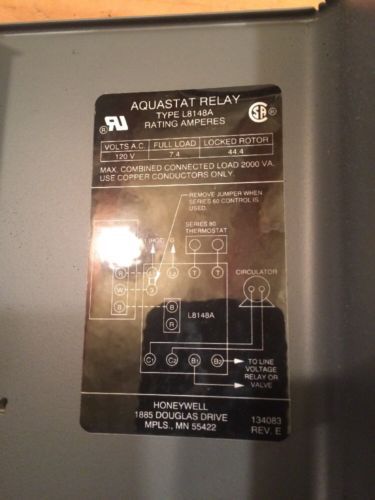 AQUASTAT RELAY
TYPE L8148A
RATING AMPERES
VOLTS A.C. FULL LOAD LOCKED ROTOR
120 V 7.4 44.4
MAX. COMBINED CONNECTED LOAD 2000 VA.
USE COPPER CONDUCTORS ONLY.
REMOVE JUMPER WHEN
SERIES 60 CONTROL IS
USED.
SERIES 80
THERMOSTAT
(HOT) G
R T T
W 3
B
CIRCULATOR
B
R
L8148A
C1 C2 B1 B2
TO LINE
VOLTAGE
RELAY OR
VALVE
HONEYWELL
1885 DOUGLAS DRIVE
MPLS., MN 55422
134083
REV. E